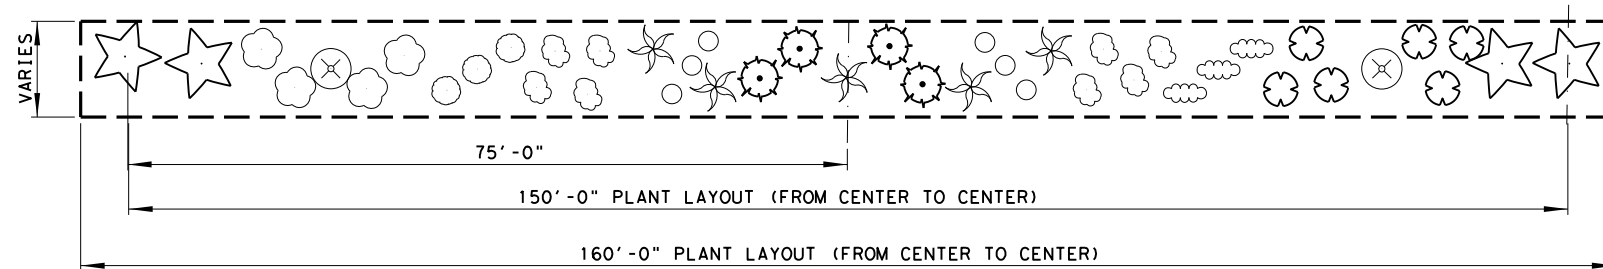 VARIES
75'-0"
150'-0" PLANT LAYOUT (FROM CENTER TO CENTER)
160'-0" PLANT LAYOUT (FROM CENTER TO CENTER)